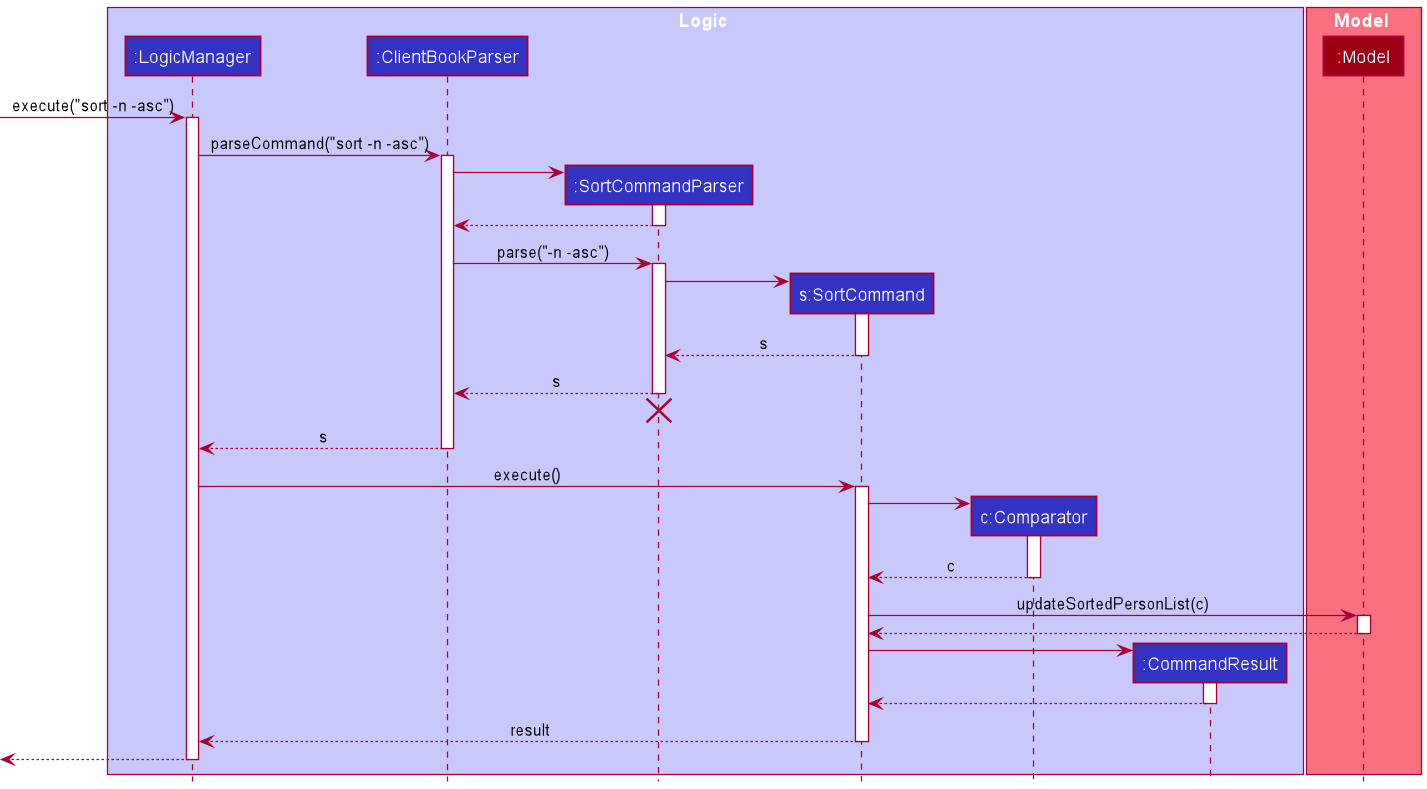 Logic
Model
:LogicManager
:ClientBookParser
:Model
execute("sort -n -asc")
parseCommand("sort -n -asc")
:SortCommandParser
parse("-n -asc")
s:SortCommand
s
s
s
execute()
c:Comparator
c
updateSortedPersonList(c)
:CommandResult
result